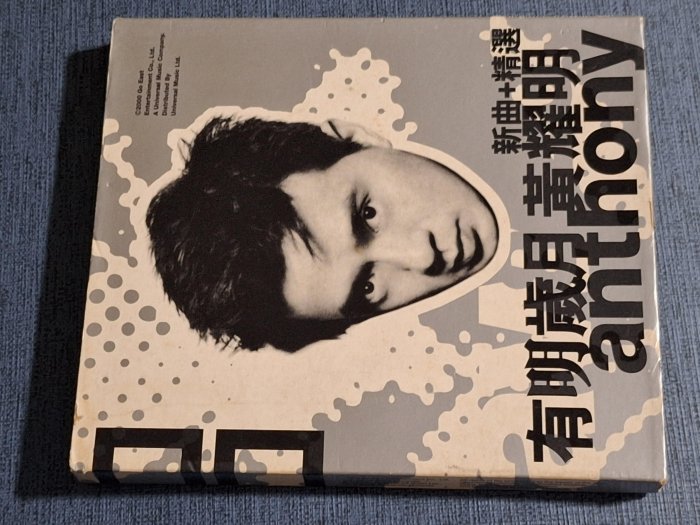 ©2000 Go East
Entertainment Co., Ltd.
A Universal Music Company.
Distributed By
Universal Music Ltd.
新曲+精選
有明歲月 黃耀明
anthony